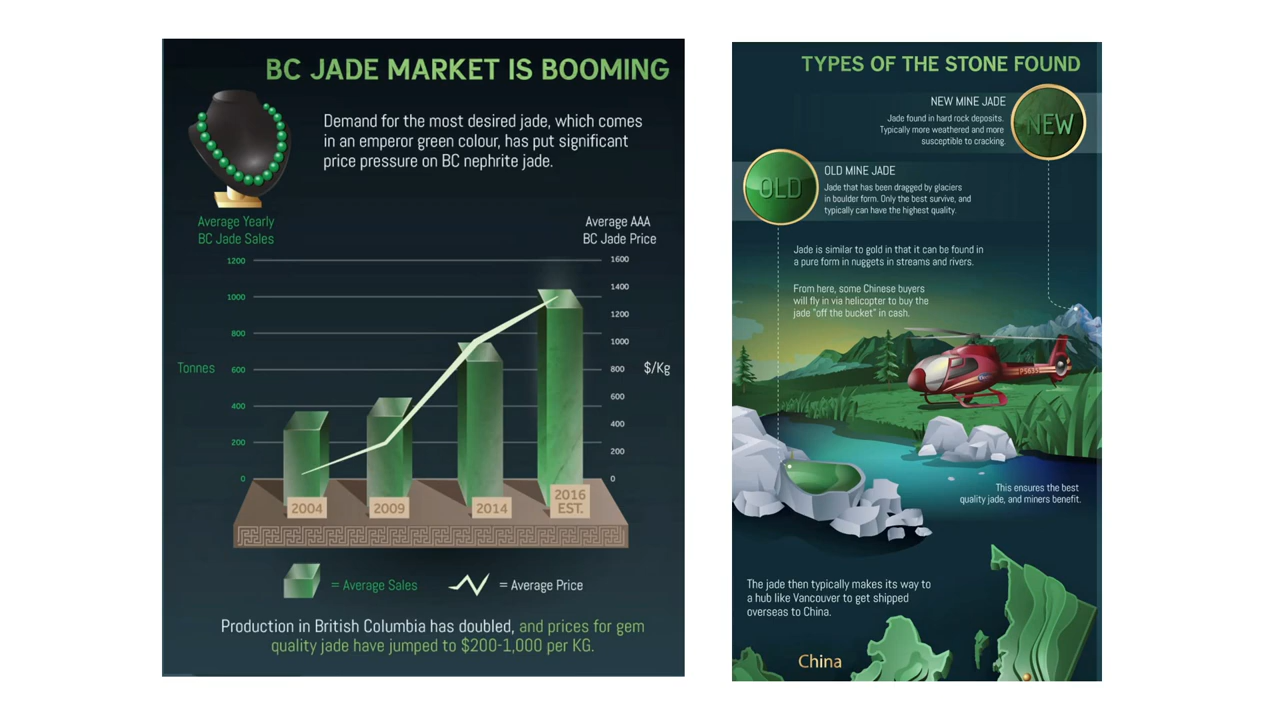 BC JADE MARKET IS BOOMING
Demand for the most desired jade, which comes
in an emperor green colour, has put significant
price pressure on BC nephrite jade.
Average Yearly
BC Jade Sales
Average AAA
BC Jade Price
1200
1000
800
600
400
200
0
Tonnes
1600
1400
1200
1000
800
600
400
200
0
$/Kg
2004
2009
2014
2016
EST.
= Average Sales
= Average Price
Production in British Columbia has doubled, and prices for gem
quality jade have jumped to $200-1,000 per KG.
TYPES OF THE STONE FOUND
NEW MINE JADE
Jade found in hard rock deposits.
Typically more weathered and more
susceptible to cracking.
NEW
OLD
OLD MINE JADE
Jade that has been dragged by glaciers
in boulder form. Only the best survive, and
typically can have the highest quality.
Jade is similar to gold in that it can be found in
a pure form in nuggets in streams and rivers.
From here, some Chinese buyers
will fly in via helicopter to buy the
jade "off the bucket" in cash.
This ensures the best
quality jade, and miners benefit.
The jade then typically makes its way to
a hub like Vancouver to get shipped
overseas to China.
China